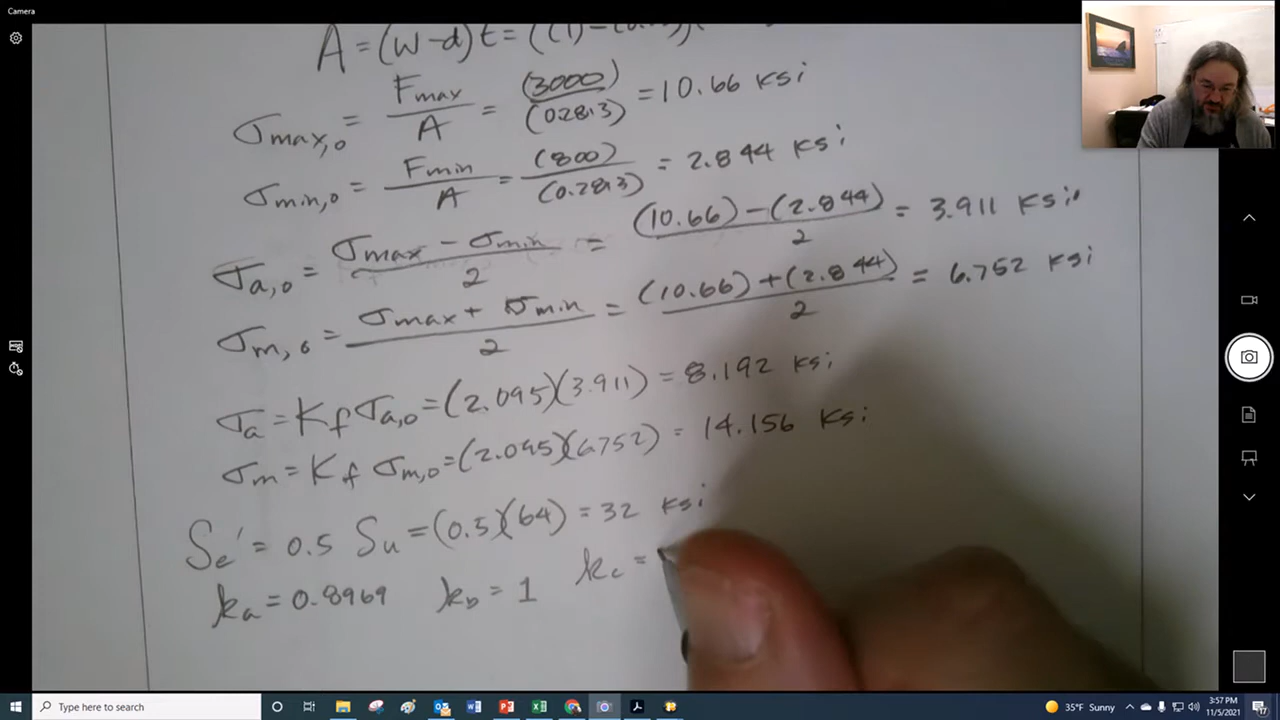 Camera
A = (W-d)t = ((1)-
σmax,o = Fmax/A = (3000)/(0.2813) = 10.66 ksi
σmin,o = Fmin/A = (800)/(0.2813) = 2.844 ksi
σa,o = σmax - σmin/2 = (10.66)-(2.844)/2 = 3.911 ksi
σm,o = σmax + σmin/2 = (10.66)+(2.844)/2 = 6.752 ksi
σa = Kf σa,o = (2.095)(3.911) = 8.192 ksi
σm = Kf σm,o = (2.095)(6.752) = 14.156 ksi
Se' = 0.5 Su = (0.5)(64) = 32 ksi
ka = 0.8969 kb = 1 kc =
Type here to search
35°F Sunny
3:57 PM
11/5/2021
17